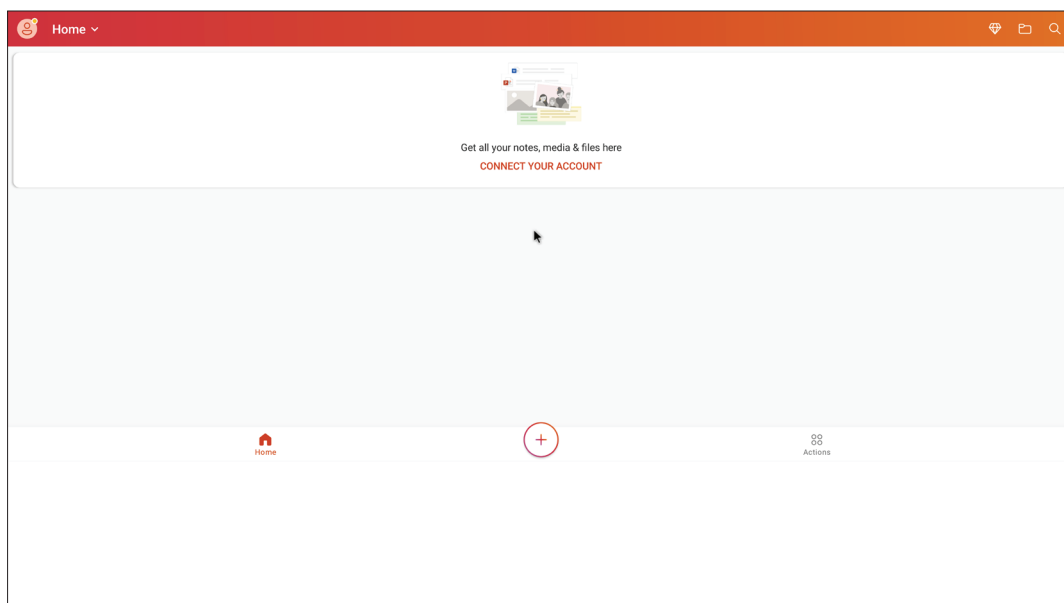 Home
Get all your notes, media & files here
CONNECT YOUR ACCOUNT
Home
Actions